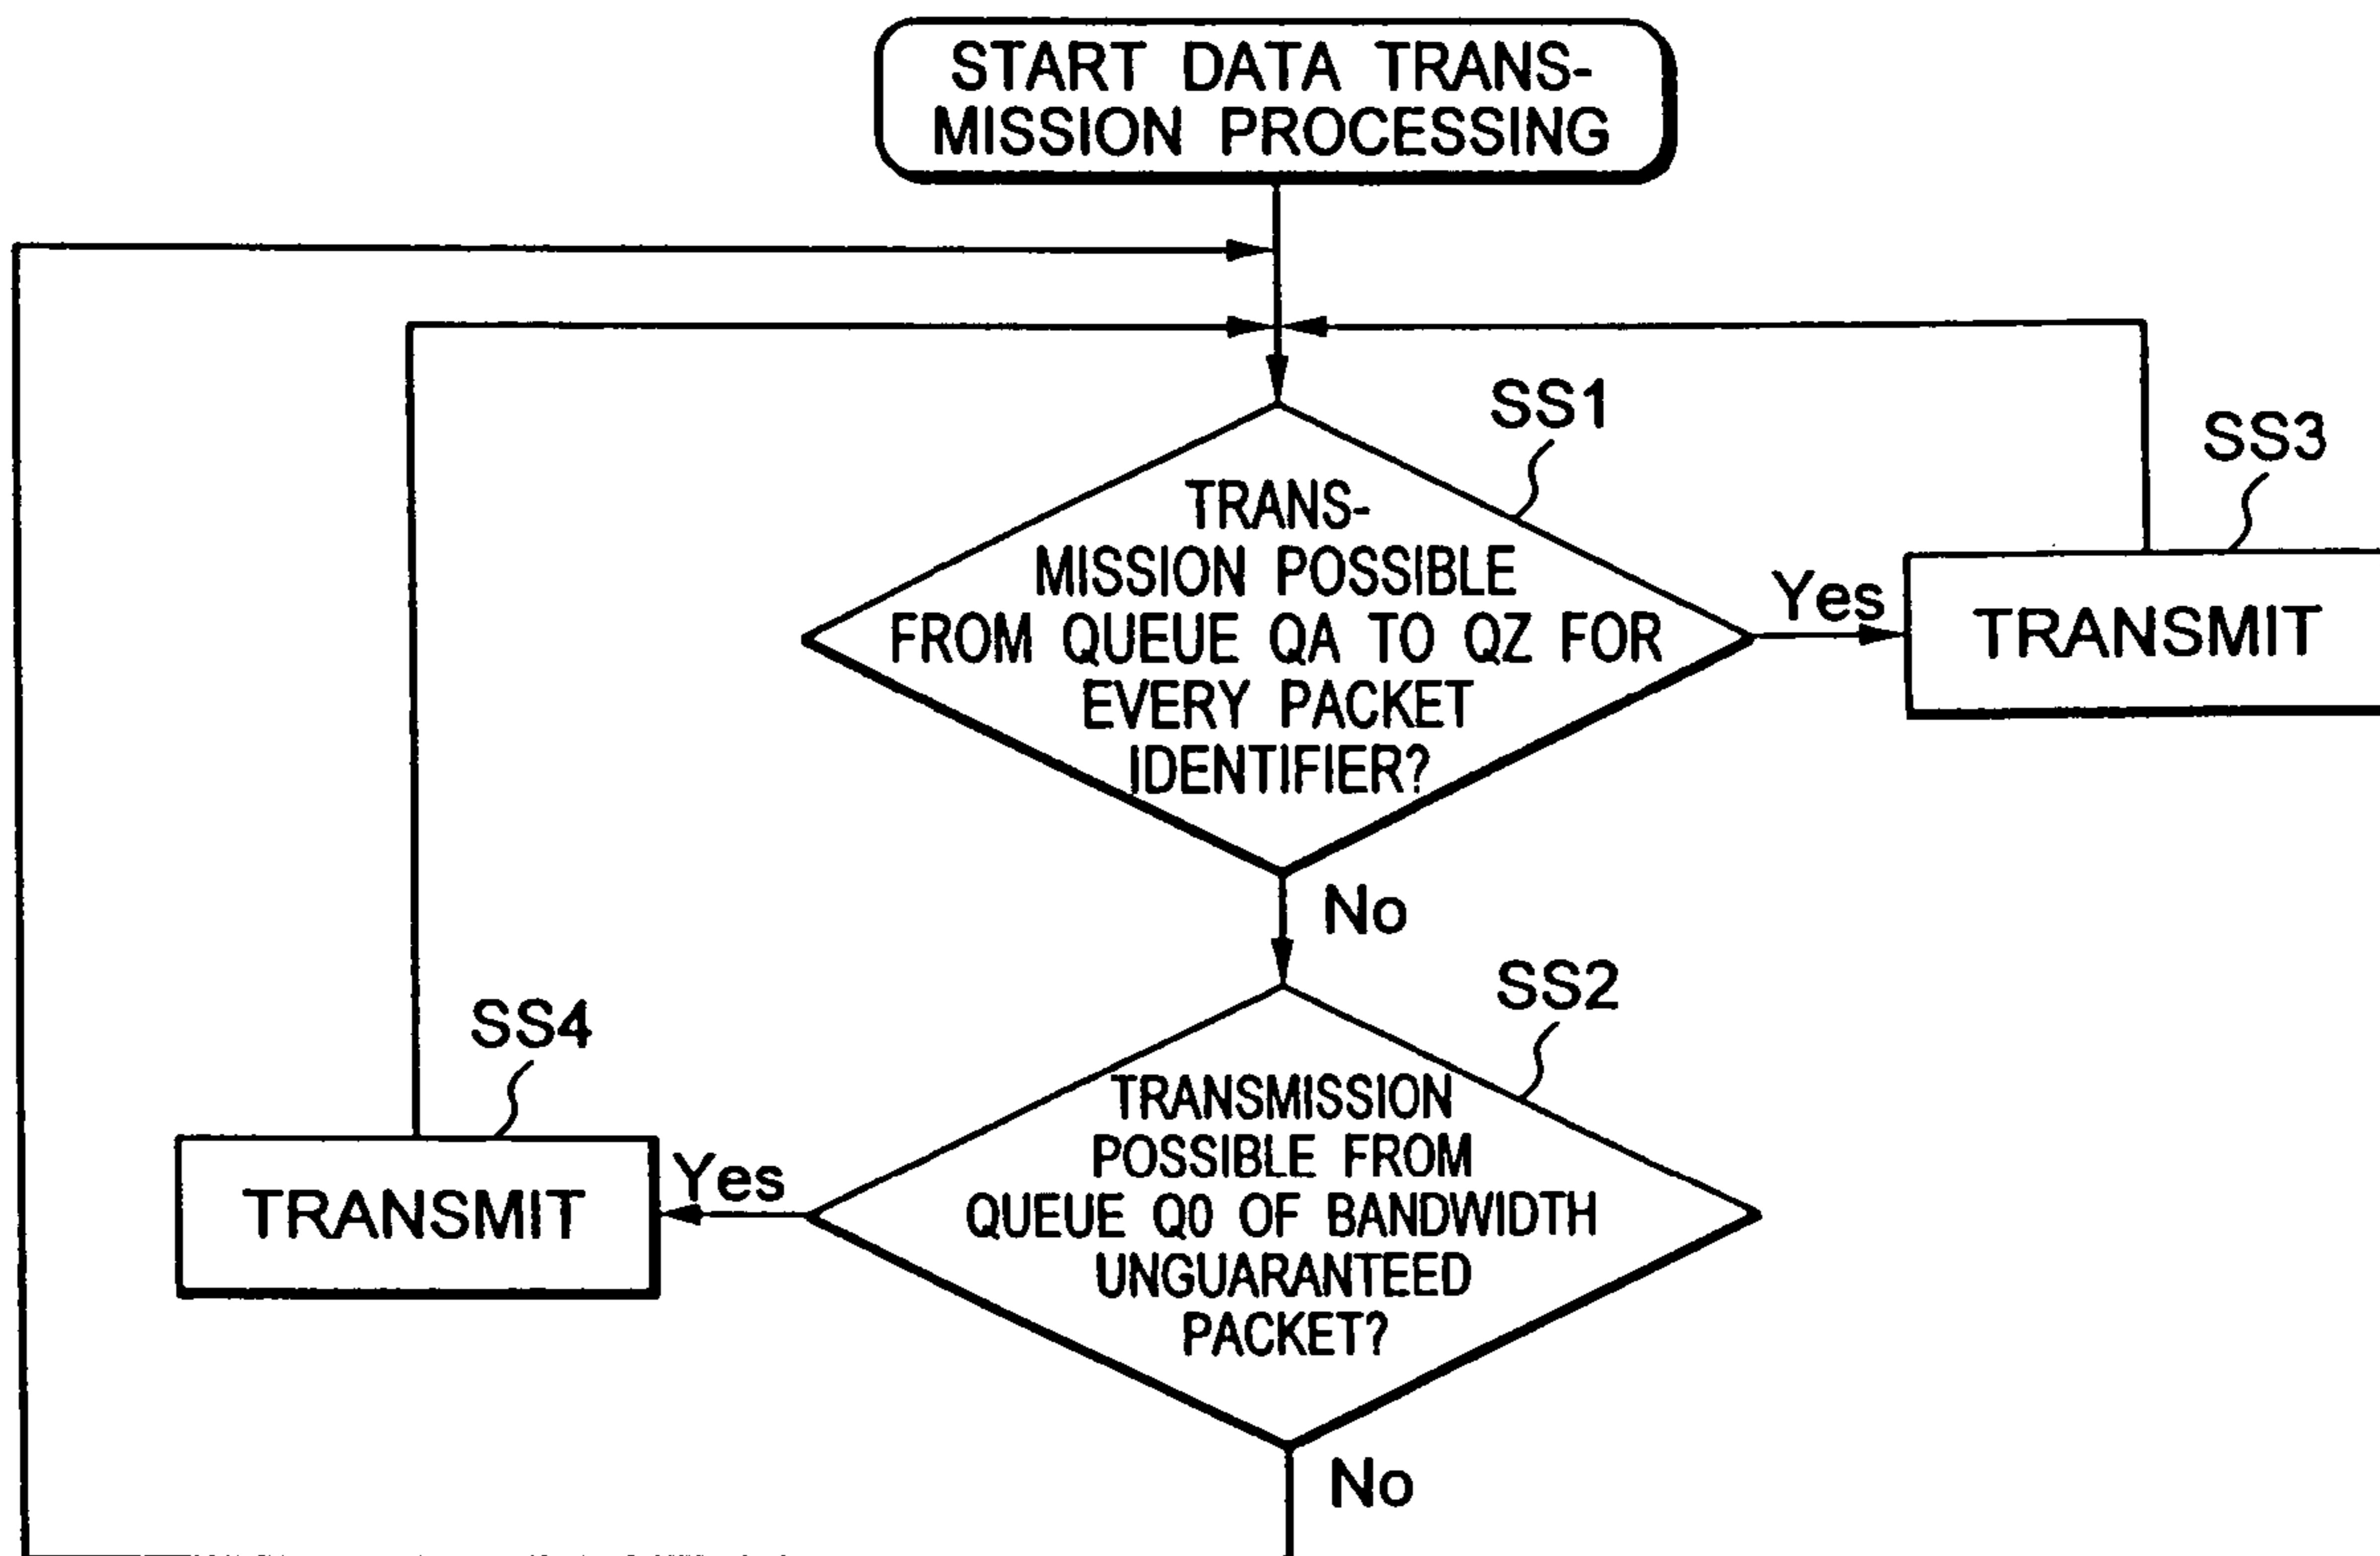 START DATA TRANS-
MISSION PROCESSING
SS1
SS3
TRANS-
MISSION POSSIBLE
FROM QUEUE QA TO QZ FOR
EVERY PACKET
IDENTIFIER?
Yes
TRANSMIT
No
SS2
SS4
TRANSMISSION
POSSIBLE FROM
QUEUE Q0 OF BANDWIDTH
UNGUARANTEED
PACKET?
Yes
TRANSMIT
No